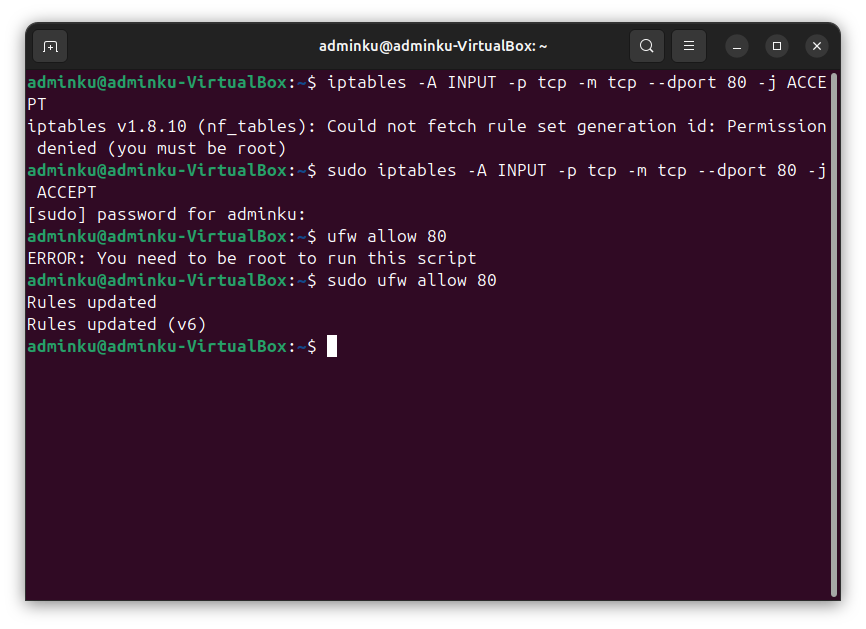 adminku@adminku-VirtualBox: ~
adminku@adminku-VirtualBox:~$ iptables -A INPUT -p tcp -m tcp --dport 80 -j ACCE
PT
iptables v1.8.10 (nf_tables): Could not fetch rule set generation id: Permission
 denied (you must be root)
adminku@adminku-VirtualBox:~$ sudo iptables -A INPUT -p tcp -m tcp --dport 80 -j
 ACCEPT
[sudo] password for adminku:
adminku@adminku-VirtualBox:~$ ufw allow 80
ERROR: You need to be root to run this script
adminku@adminku-VirtualBox:~$ sudo ufw allow 80
Rules updated
Rules updated (v6)
adminku@adminku-VirtualBox:~$